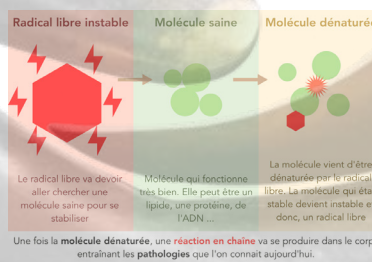 Radical libre instable
Molécule saine
Molécule dénaturée
Le radical libre va devoir
aller chercher une
molécule saine pour se
stabiliser
Molécule qui fonctionne
très bien. Elle peut être un
lipide, une protéine, de
l'ADN ...
La molécule vient d'être
dénaturée par le radical
libre. La molécule qui éta
stable devient instable e
donc, un radical libre
Une fois la molécule dénaturée, une réaction en chaîne va se produire dans le corp
entraînant les pathologies que l'on connait aujourd'hui.